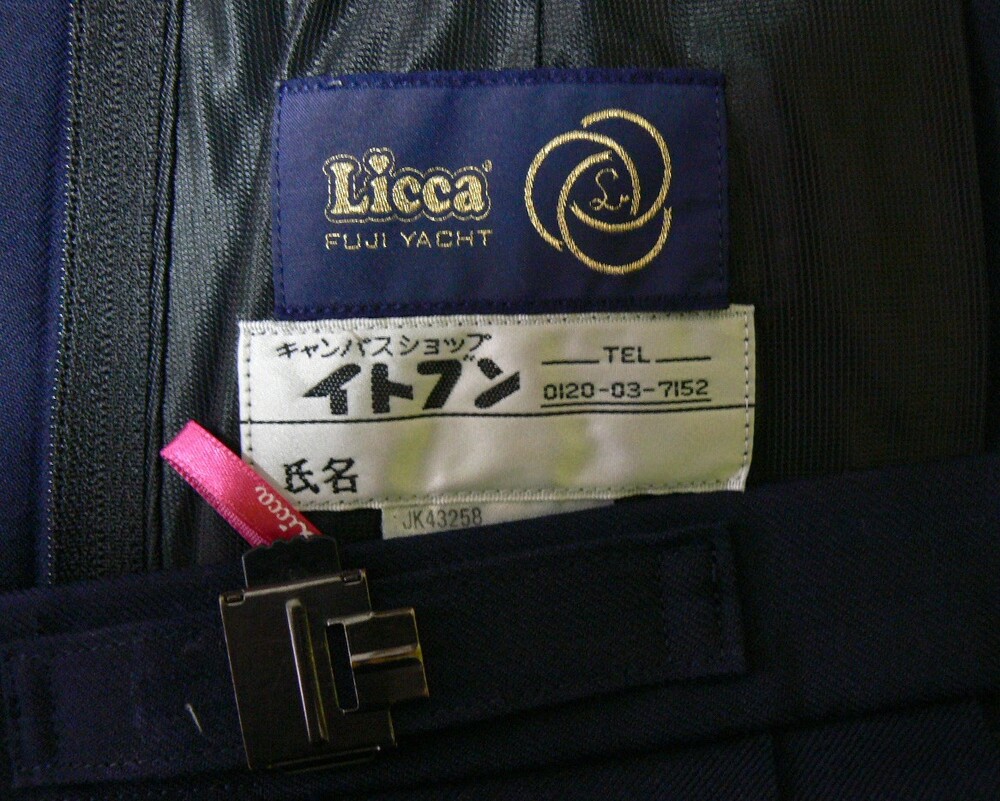 Licca
FUJI YACHT
キャンパスショップ
イトブン
TEL
0120-03-7152
氏名
JK43258
Licca